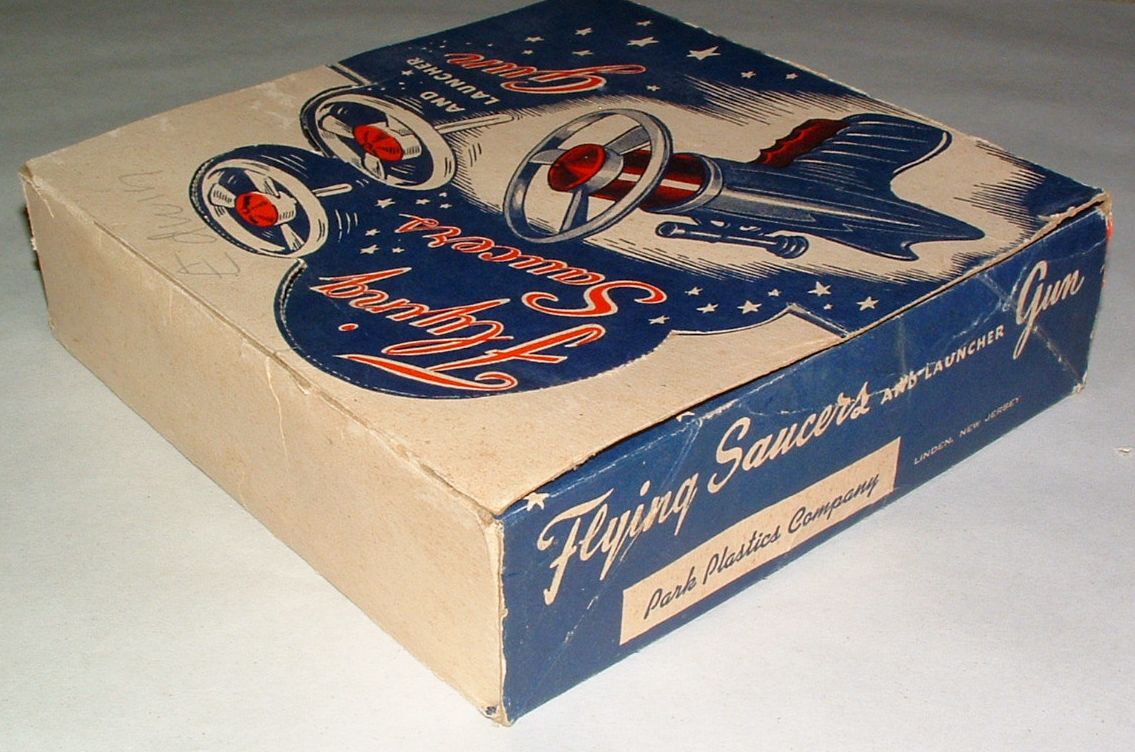 Flying
Saucers
AND
LAUNCHER
Gun
Flying Saucers AND LAUNCHER Gun
Park Plastics Company
LINDEN, NEW JERSEY